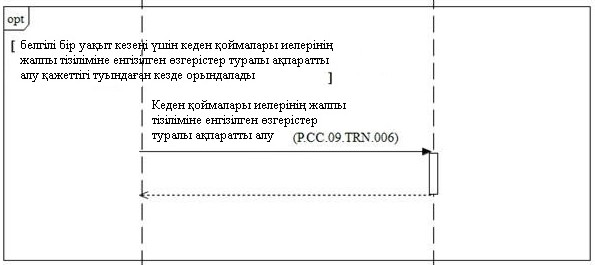 opt
[ белгілі бір уақыт кезеңі үшін кеден қоймалары иелерінің
жалпы тізіліміне енгізілген өзгерістер туралы ақпаратты
алу қажеттігі туындаған кезде орындалады ]
Кеден қоймалары иелерінің жалпы
тізіліміне енгізілген өзгерістер
туралы ақпаратты алу (P.CC.09.TRN.006)